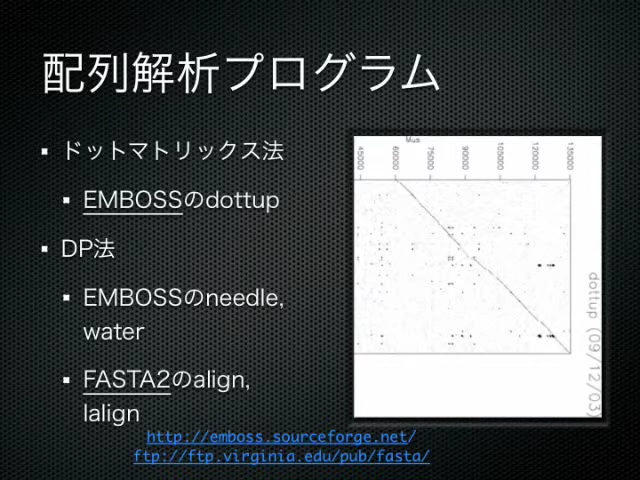 配列解析プログラム
▪ ドットマトリックス法
▪ EMBOSSのdottup
▪ DP法
▪ EMBOSSのneedle,
water
▪ FASTA2のalign,
lalign
45000 60000 75000 90000 105000 120000 135000
dottup (09/12/03)
http://emboss.sourceforge.net/
ftp://ftp.virginia.edu/pub/fasta/